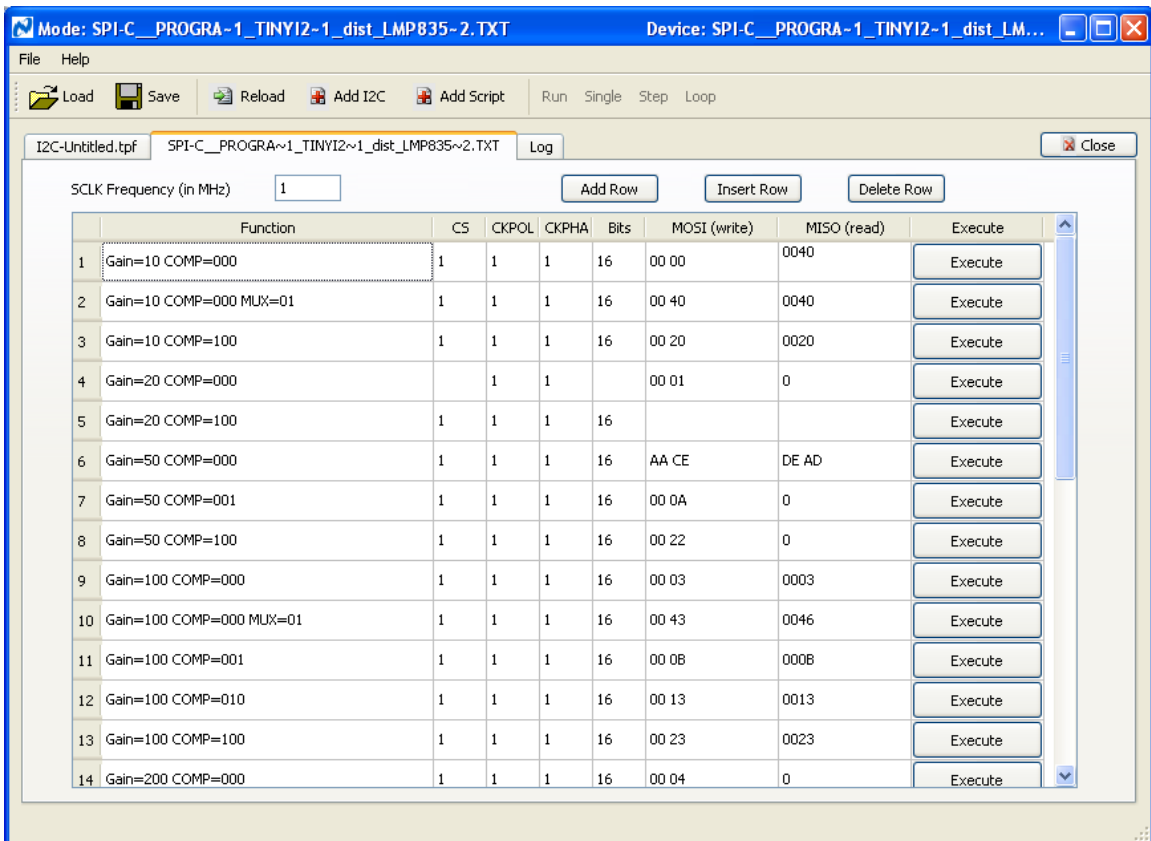 Mode: SPI-C__PROGRA~1_TINYI2~1_dist_LMP835~2.TXT Device: SPI-C__PROGRA~1_TINYI2~1_dist_LM...
File Help
Load Save Reload Add I2C Add Script Run Single Step Loop
I2C-Untitled.tpf SPI-C__PROGRA~1_TINYI2~1_dist_LMP835~2.TXT Log Close
SCLK Frequency (in MHz) 1 Add Row Insert Row Delete Row
Function CS CKPOL CKPHA Bits MOSI (write) MISO (read) Execute
1 Gain=10 COMP=000 1 1 1 16 00 00 0040 Execute
2 Gain=10 COMP=000 MUX=01 1 1 1 16 00 40 0040 Execute
3 Gain=10 COMP=100 1 1 1 16 00 20 0020 Execute
4 Gain=20 COMP=000 1 1 00 01 0 Execute
5 Gain=20 COMP=100 1 1 1 16 Execute
6 Gain=50 COMP=000 1 1 1 16 AA CE DE AD Execute
7 Gain=50 COMP=001 1 1 1 16 00 0A 0 Execute
8 Gain=50 COMP=100 1 1 1 16 00 22 0 Execute
9 Gain=100 COMP=000 1 1 1 16 00 03 0003 Execute
10 Gain=100 COMP=000 MUX=01 1 1 1 16 00 43 0046 Execute
11 Gain=100 COMP=001 1 1 1 16 00 0B 000B Execute
12 Gain=100 COMP=010 1 1 1 16 00 13 0013 Execute
13 Gain=100 COMP=100 1 1 1 16 00 23 0023 Execute
14 Gain=200 COMP=000 1 1 1 16 00 04 0 Execute